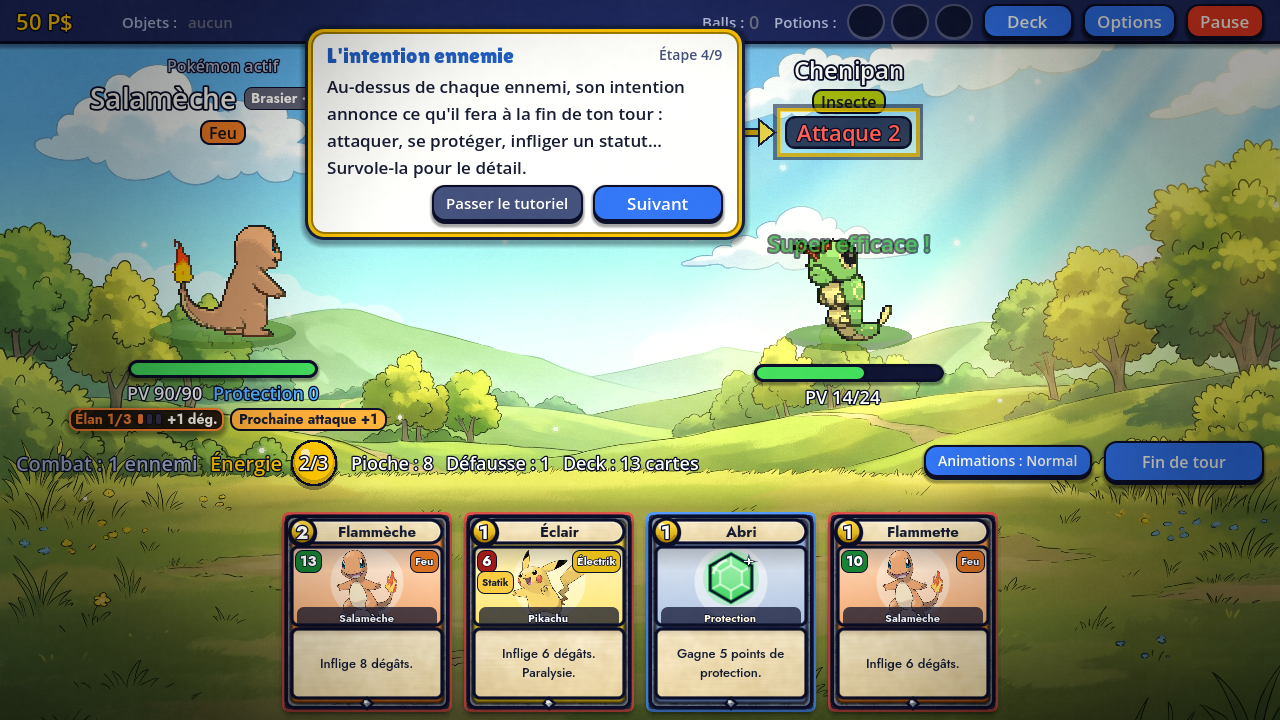 50 P$
Objets : aucun
Balls : 0 Potions :
Deck
Options
Pause
L'intention ennemie
Étape 4/9
Au-dessus de chaque ennemi, son intention
annonce ce qu'il fera à la fin de ton tour :
attaquer, se protéger, infliger un statut...
Survole-la pour le détail.
Passer le tutoriel
Suivant
Pokémon actif
Salamèche
Brasier
Feu
Chenipan
Insecte
Attaque 2
Super efficace !
PV 90/90 Protection 0
Élan 1/3 +1 dég.
Prochaine attaque +1
PV 14/24
Combat : 1 ennemi Énergie 2/3 Pioche : 8 Défausse : 1 Deck : 13 cartes
Animations : Normal
Fin de tour
2 Flammèche
13 Feu
Salamèche
Inflige 8 dégâts.
1 Éclair
6 Électrik
Statik
Pikachu
Inflige 6 dégâts.
Paralysie.
1 Abri
Protection
Gagne 5 points de
protection.
1 Flammette
10 Feu
Salamèche
Inflige 6 dégâts.